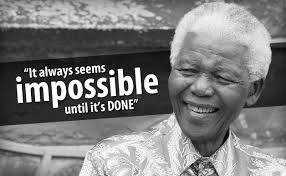 “It always seems
impossible
until it’s DONE”